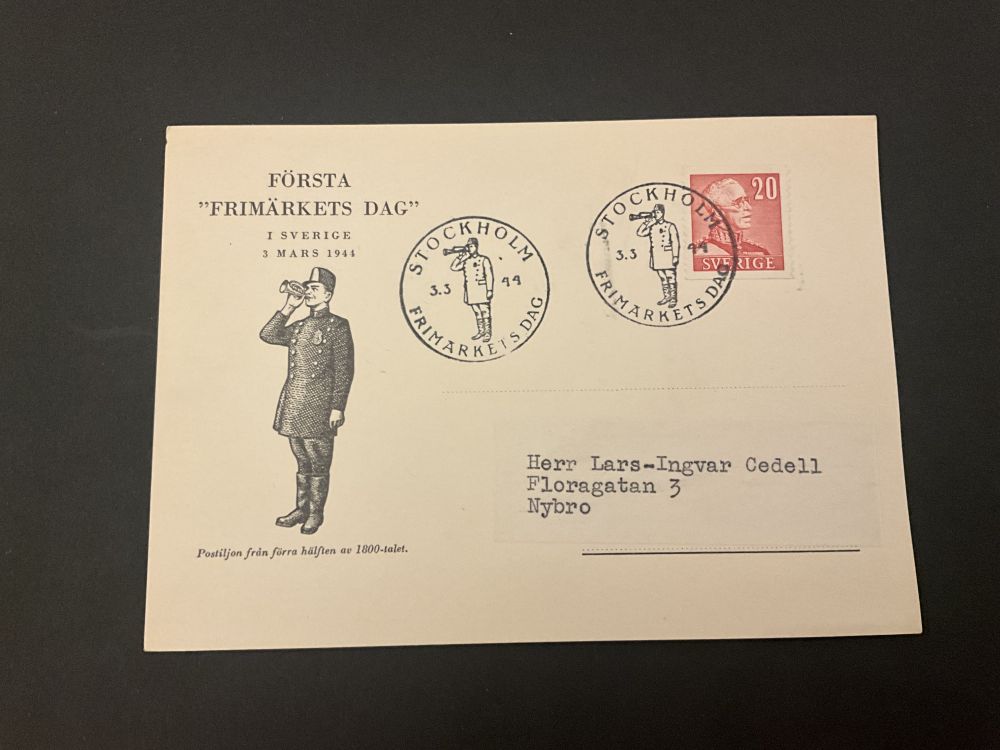 FÖRSTA
"FRIMÄRKETS DAG"
I SVERIGE
3 MARS 1944
Postiljon från förra hälften av 1800-talet.
STOCKHOLM
3.3 44
FRIMÄRKETS DAG
STOCKHOLM
3.3 44
FRIMÄRKETS DAG
20
SVERIGE
Herr Lars-Ingvar Cedell
Floragatan 3
Nybro